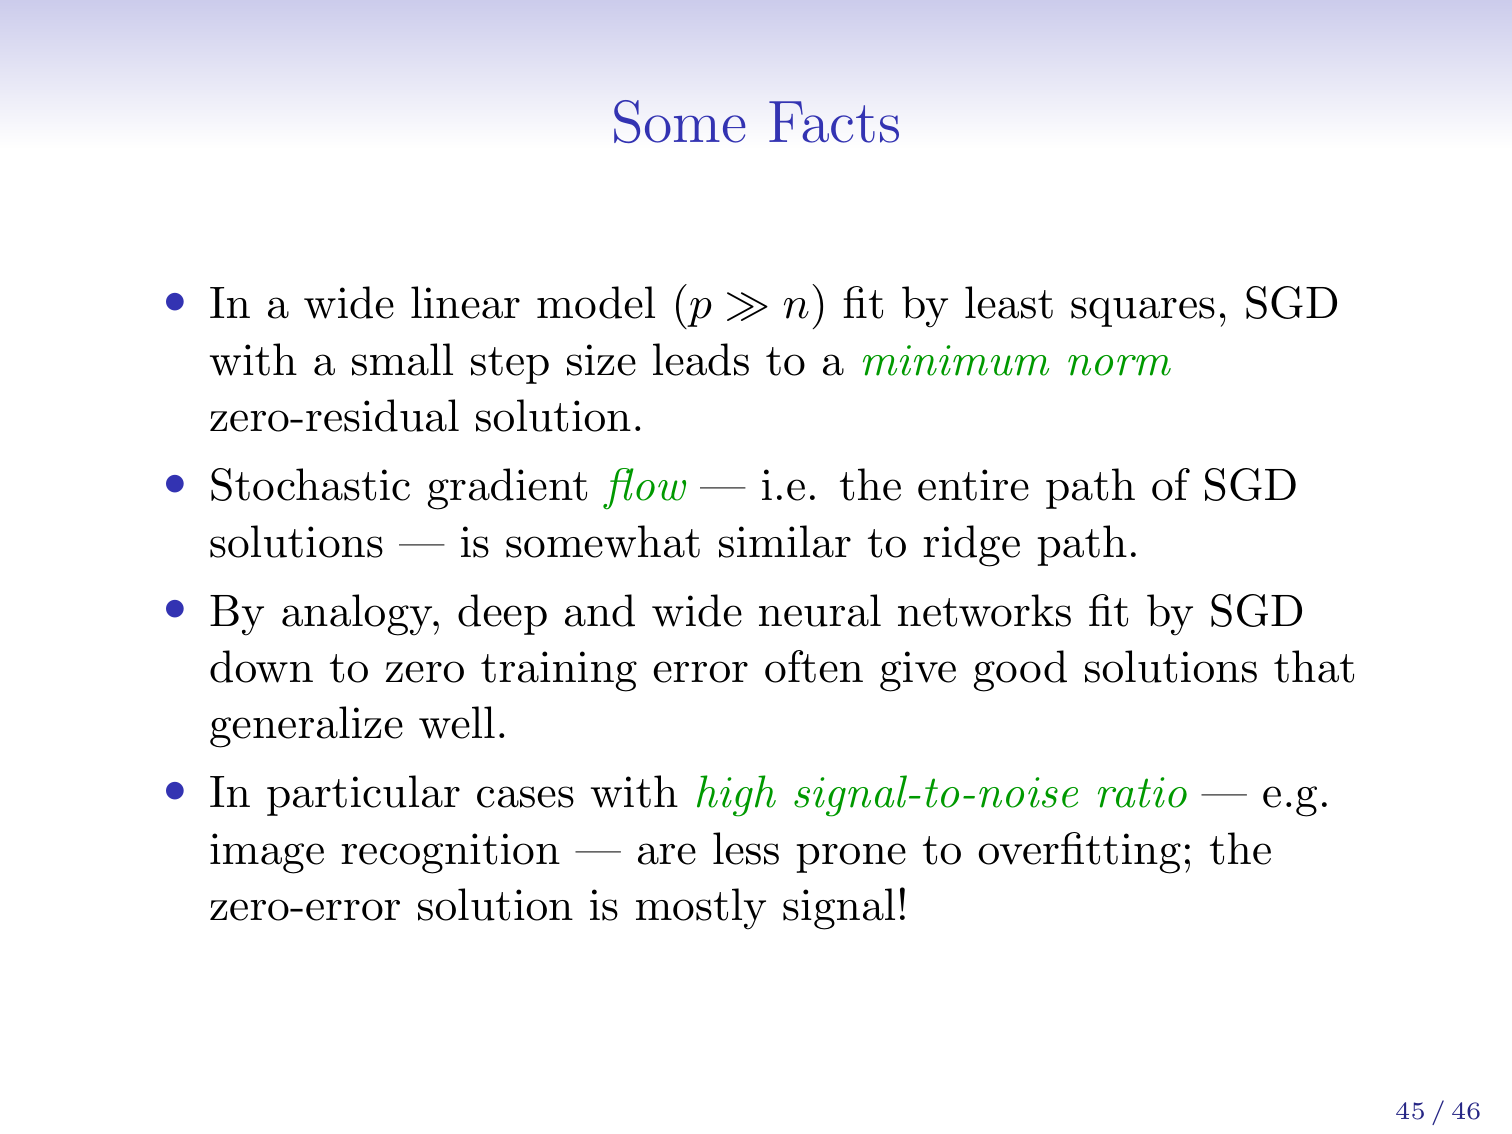 Some Facts
• In a wide linear model (p ≫ n) fit by least squares, SGD
with a small step size leads to a minimum norm
zero-residual solution.
• Stochastic gradient flow — i.e. the entire path of SGD
solutions — is somewhat similar to ridge path.
• By analogy, deep and wide neural networks fit by SGD
down to zero training error often give good solutions that
generalize well.
• In particular cases with high signal-to-noise ratio — e.g.
image recognition — are less prone to overfitting; the
zero-error solution is mostly signal!
45 / 46